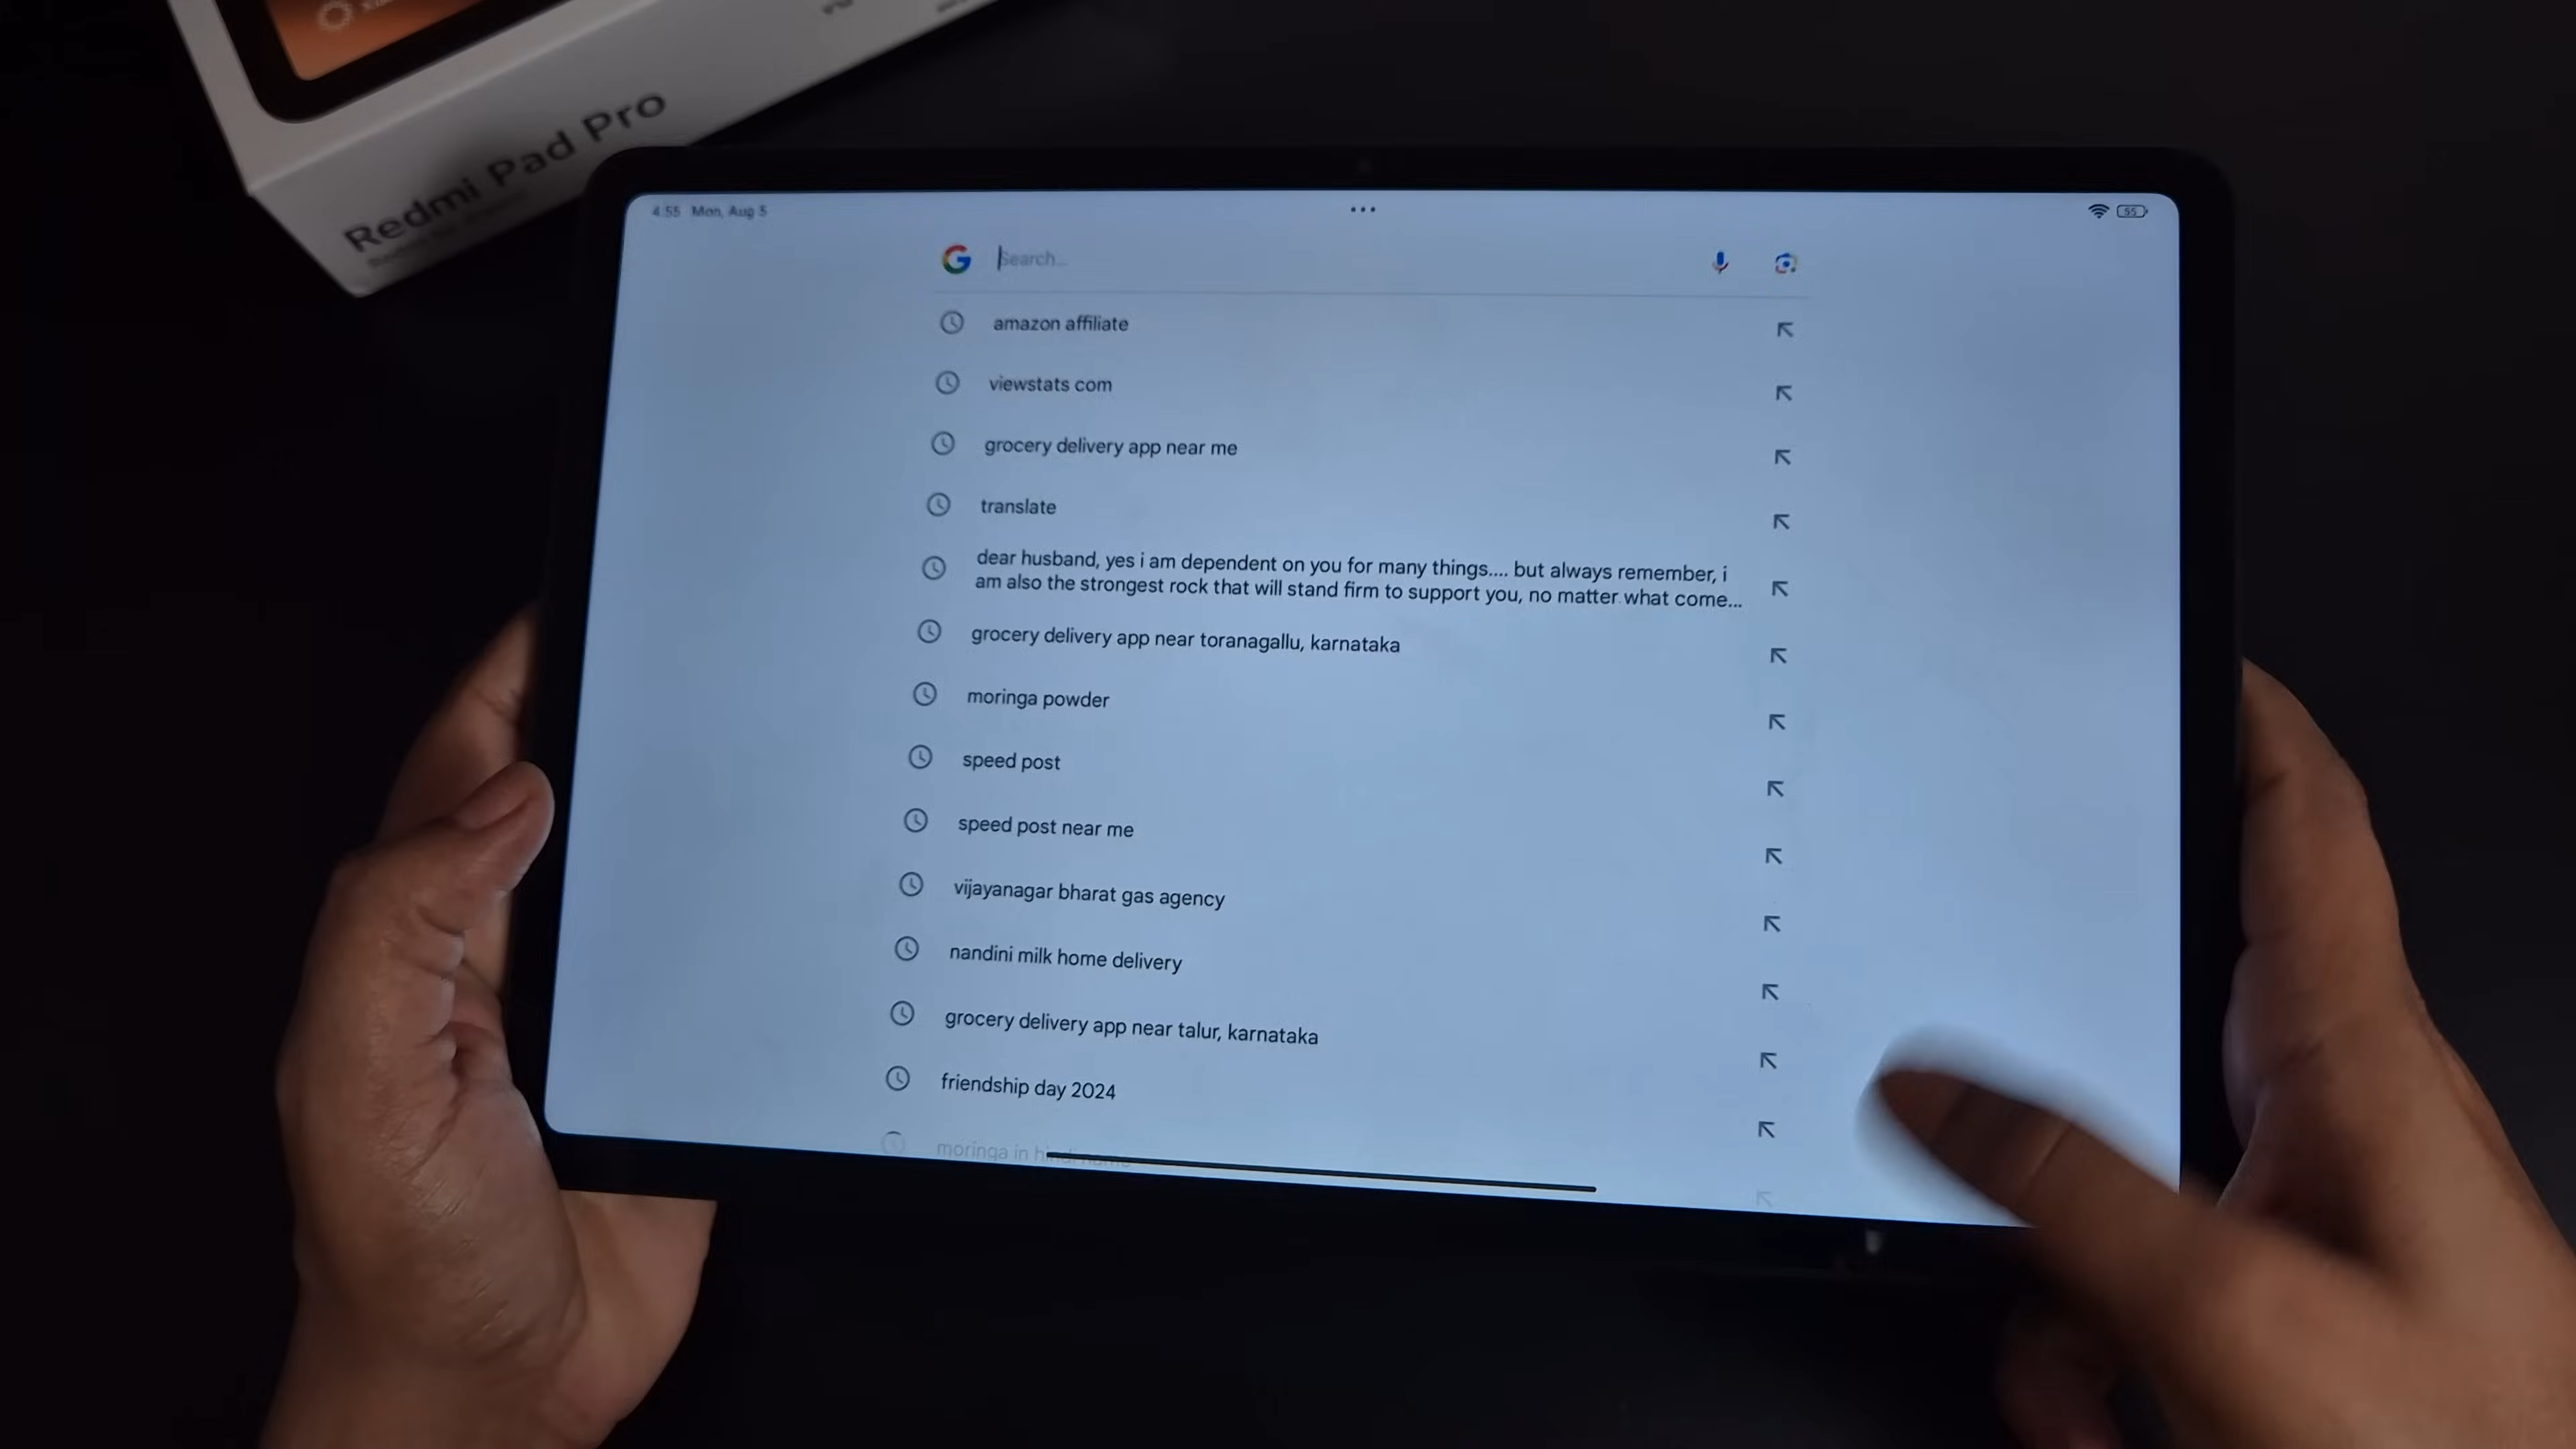 Redmi Pad Pro
4:55 Mon, Aug 5
55
Search...
amazon affiliate
viewstats com
grocery delivery app near me
translate
dear husband, yes i am dependent on you for many things.... but always remember, i
am also the strongest rock that will stand firm to support you, no matter what come...
grocery delivery app near toranagallu, karnataka
moringa powder
speed post
speed post near me
vijayanagar bharat gas agency
nandini milk home delivery
grocery delivery app near talur, karnataka
friendship day 2024
moringa in hindi name